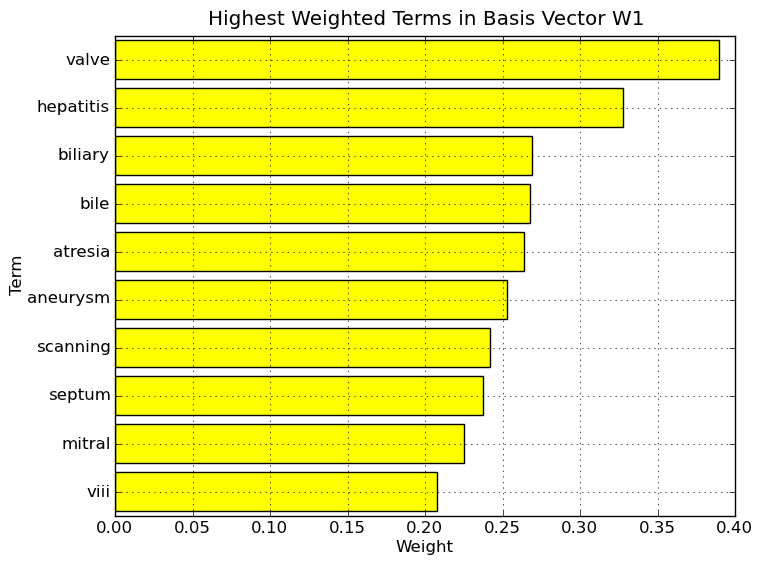 Highest Weighted Terms in Basis Vector W1
valve
hepatitis
biliary
bile
atresia
aneurysm
scanning
septum
mitral
viii
Term
0.00 0.05 0.10 0.15 0.20 0.25 0.30 0.35 0.40
Weight